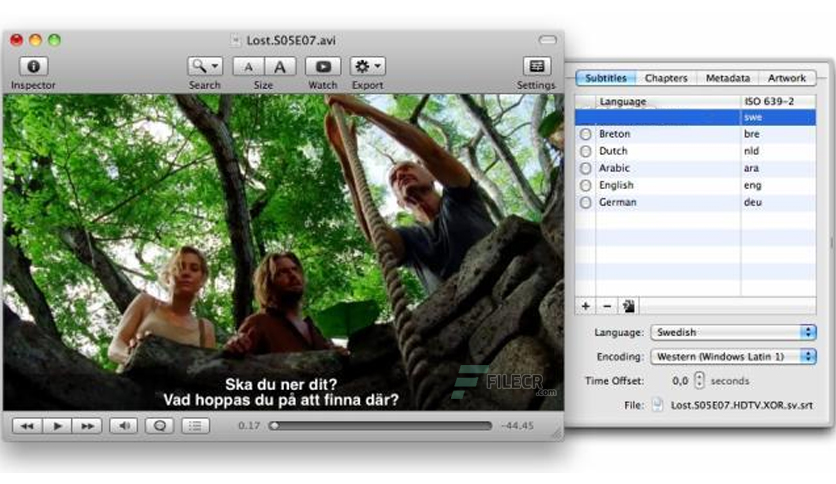 Lost.S05E07.avi
Inspector
Search
A A
Size
Watch
Export
Settings
Ska du ner dit?
Vad hoppas du på att finna där?
FILECR
.com
0.17
-44.45
Subtitles Chapters Metadata Artwork
Language ISO 639-2
swe
Breton bre
Dutch nld
Arabic ara
English eng
German deu
+ -
Language: Swedish
Encoding: Western (Windows Latin 1)
Time Offset: 0,0 seconds
File: Lost.S05E07.HDTV.XOR.sv.srt